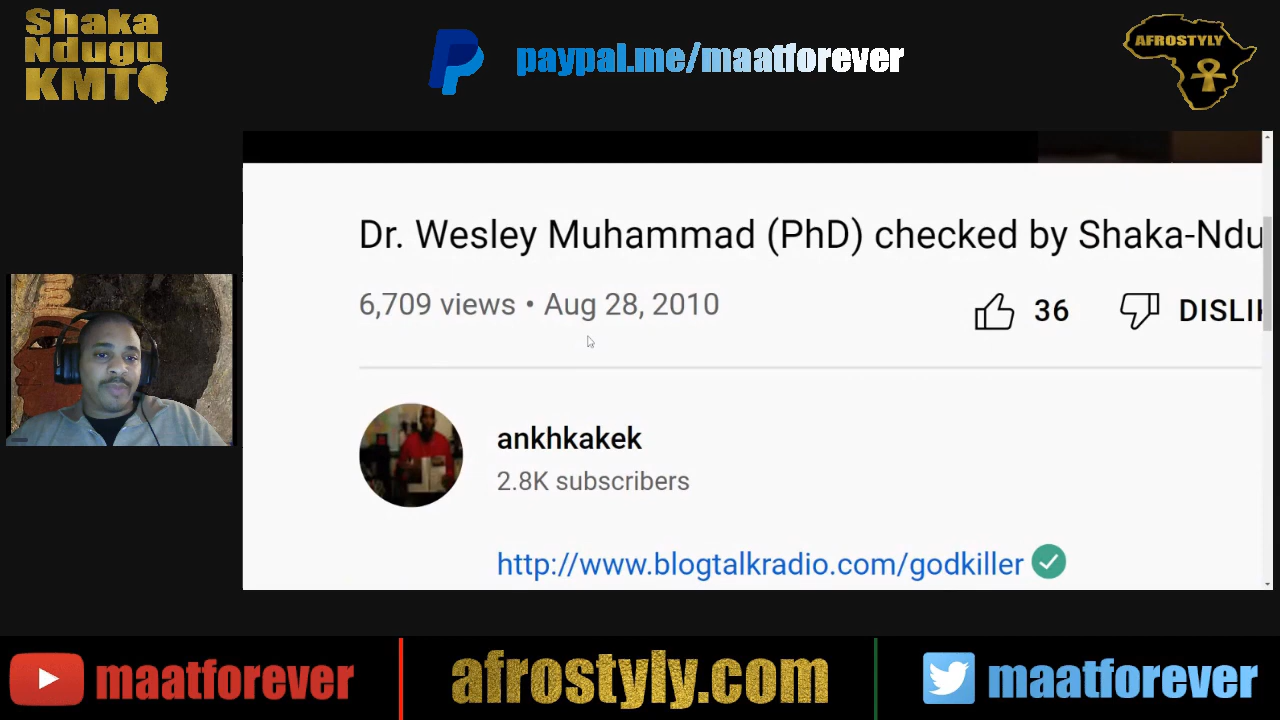 Shaka
Ndugu
KMT
paypal.me/maatforever
AFROSTYLY
Dr. Wesley Muhammad (PhD) checked by Shaka-Ndu
6,709 views • Aug 28, 2010
36
DISLIK
ankhkakek
2.8K subscribers
http://www.blogtalkradio.com/godkiller
maatforever
afrostyly.com
maatforever